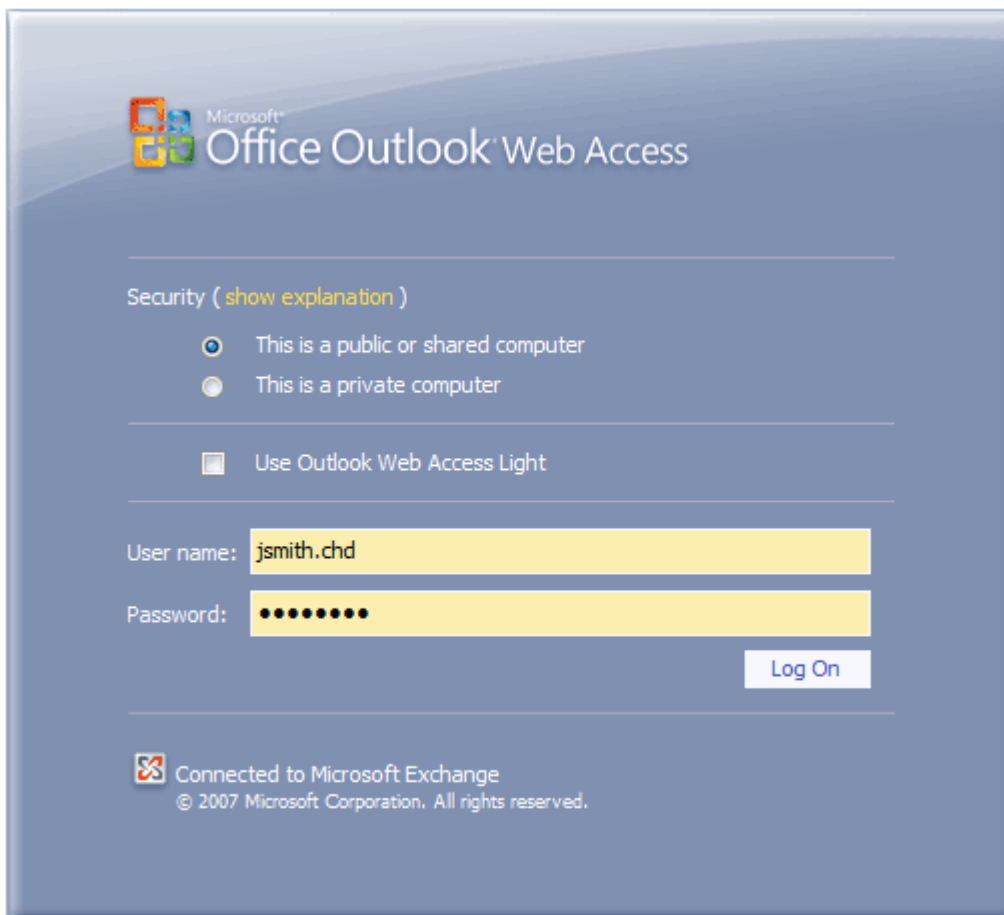 Microsoft®
Office Outlook® Web Access
Security ( show explanation )
This is a public or shared computer
This is a private computer
Use Outlook Web Access Light
User name: jsmith.chd
Password: ••••••••
Log On
Connected to Microsoft Exchange
© 2007 Microsoft Corporation. All rights reserved.